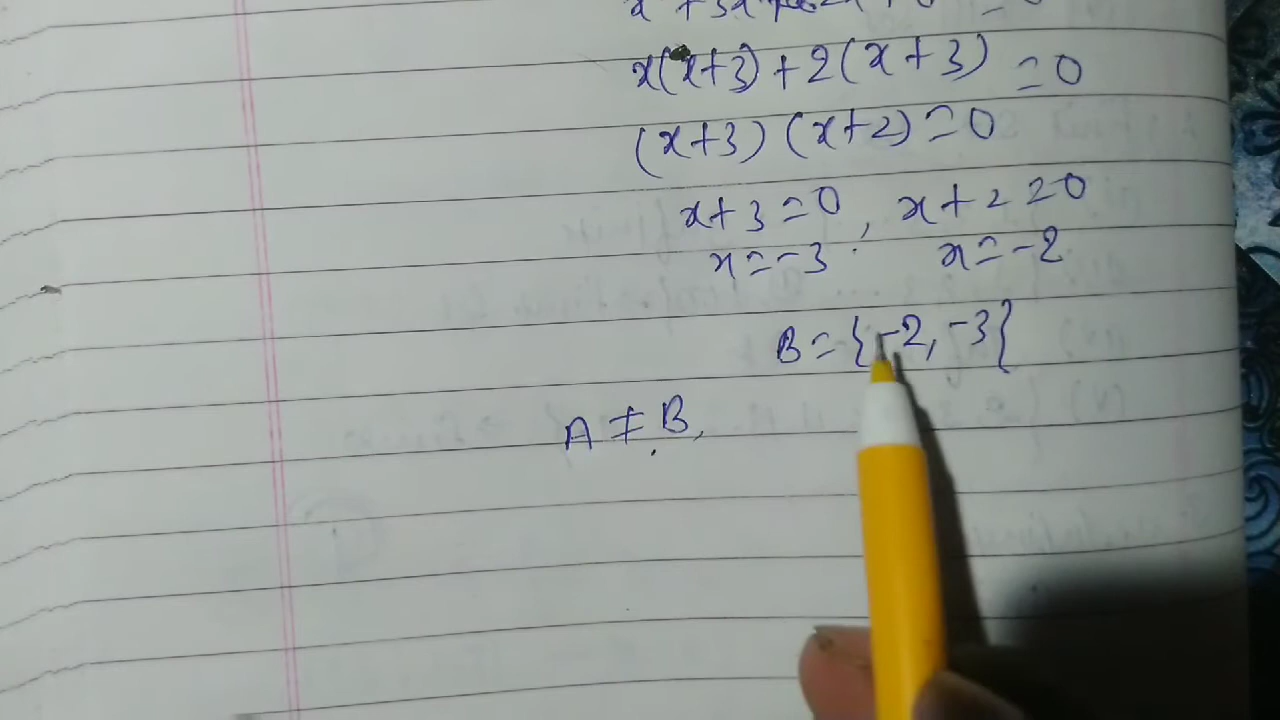 x(x+3)+2(x+3) = 0
(x+3) (x+2) = 0
x+3 = 0, x+2 = 0
x = -3 x = -2
B = {-2, -3}
A ≠ B,